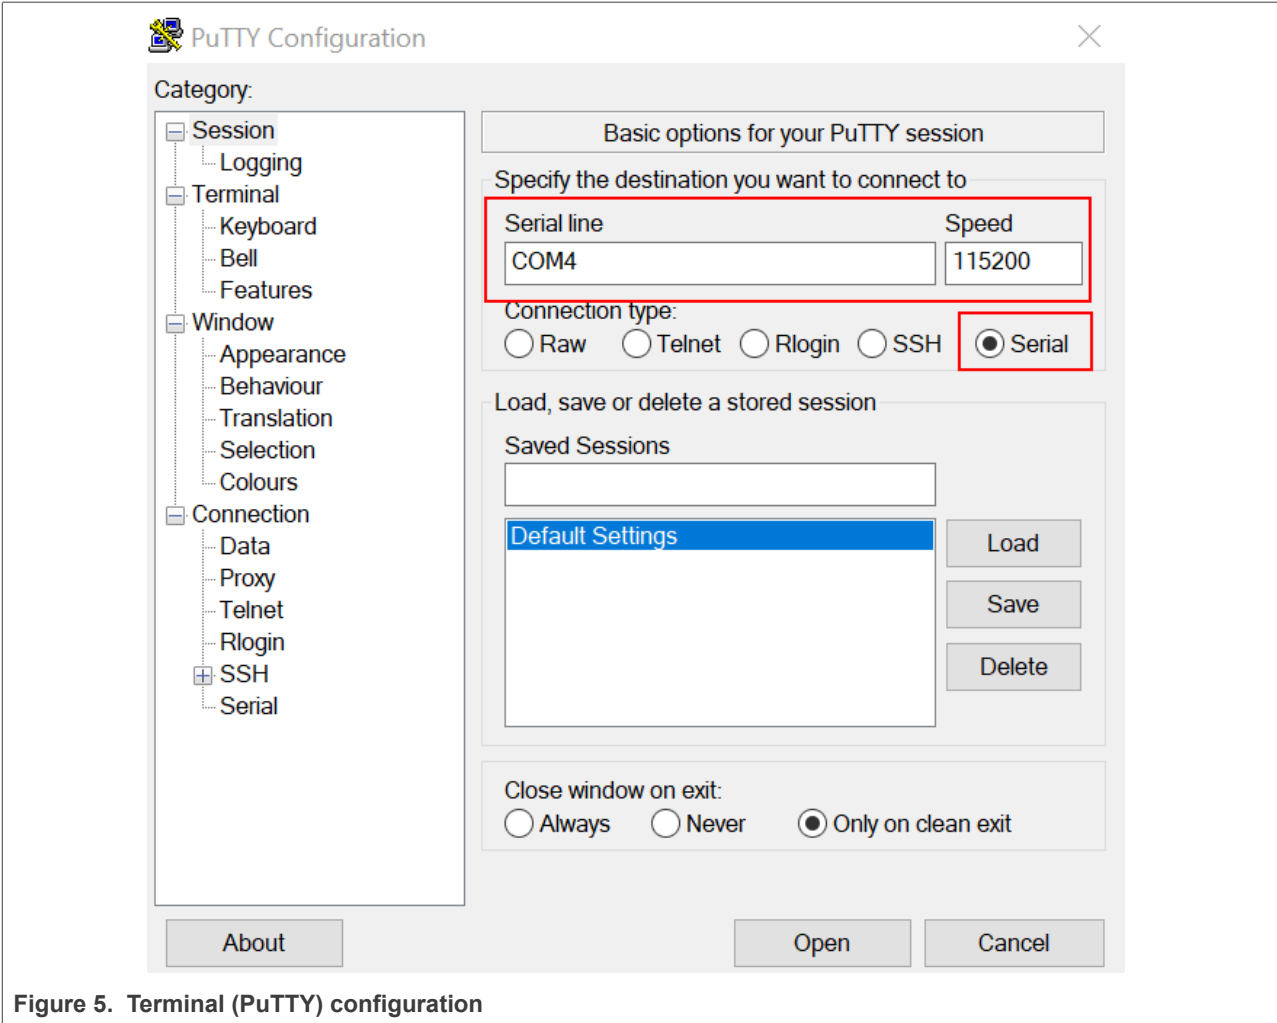 PuTTY Configuration
Category:
Session
Logging
Terminal
Keyboard
Bell
Features
Window
Appearance
Behaviour
Translation
Selection
Colours
Connection
Data
Proxy
Telnet
Rlogin
SSH
Serial
Basic options for your PuTTY session
Specify the destination you want to connect to
Serial line Speed
COM4 115200
Connection type:
Raw Telnet Rlogin SSH Serial
Load, save or delete a stored session
Saved Sessions
Default Settings
Load
Save
Delete
Close window on exit:
Always Never Only on clean exit
About Open Cancel
Figure 5. Terminal (PuTTY) configuration